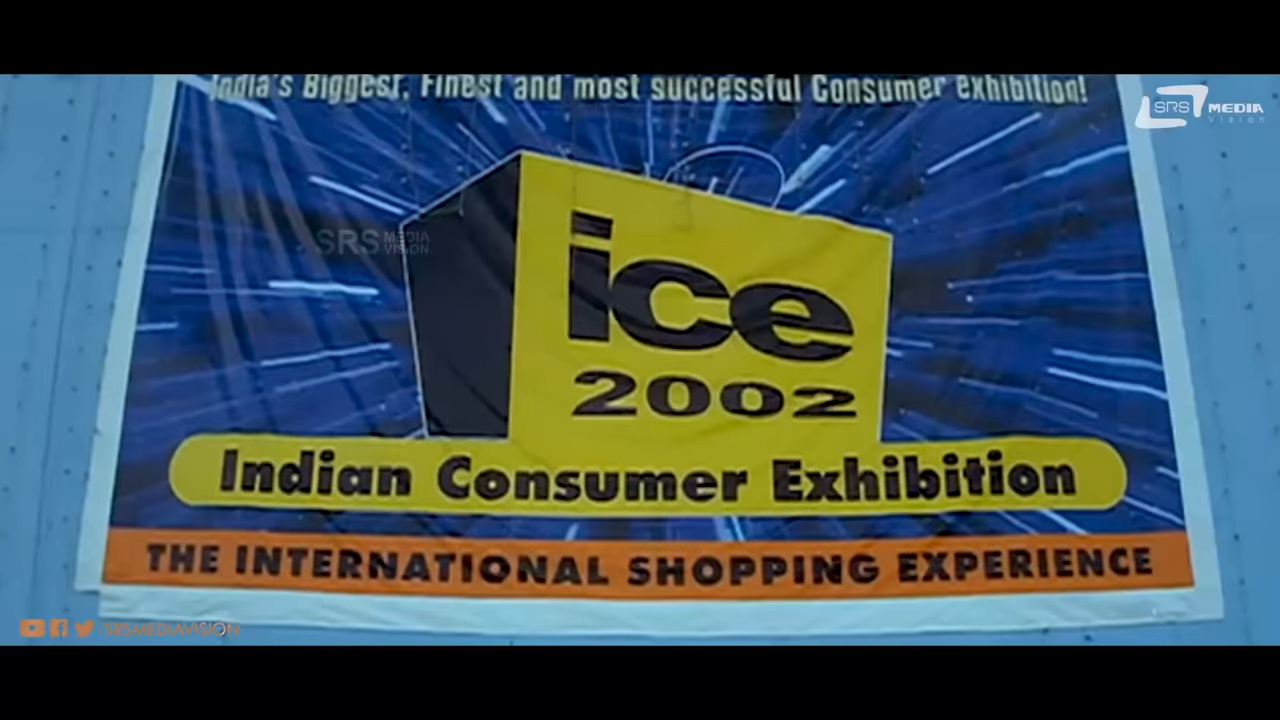 India's Biggest, Finest and most successful Consumer exhibition!
SRS MEDIA
Vision
SRS MEDIA
VISION
ice
2002
Indian Consumer Exhibition
THE INTERNATIONAL SHOPPING EXPERIENCE
/SRSMEDIAVISION